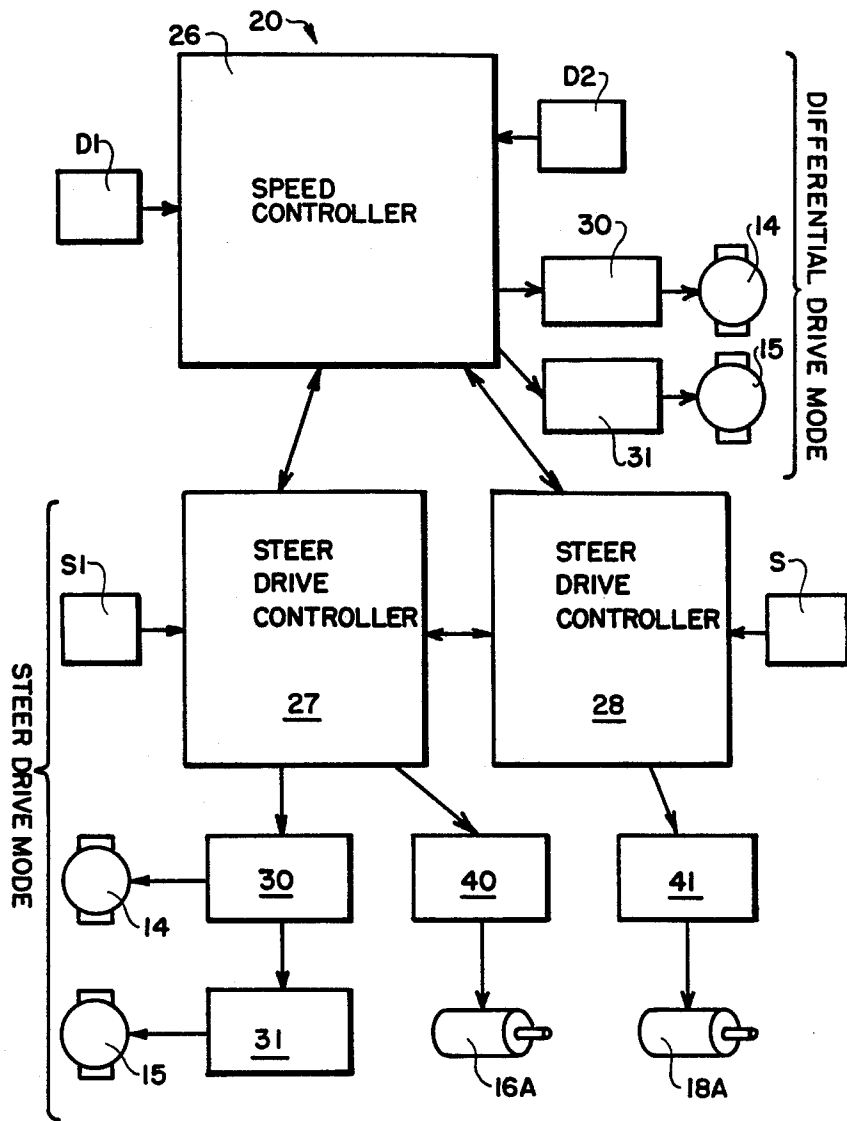 26
20
D2
D1
SPEED
CONTROLLER
30
14
15
31
DIFFERENTIAL DRIVE MODE
S1
STEER
DRIVE
CONTROLLER
27
STEER
DRIVE
CONTROLLER
28
S
STEER DRIVE MODE
30
40
41
14
31
15
16A
18A